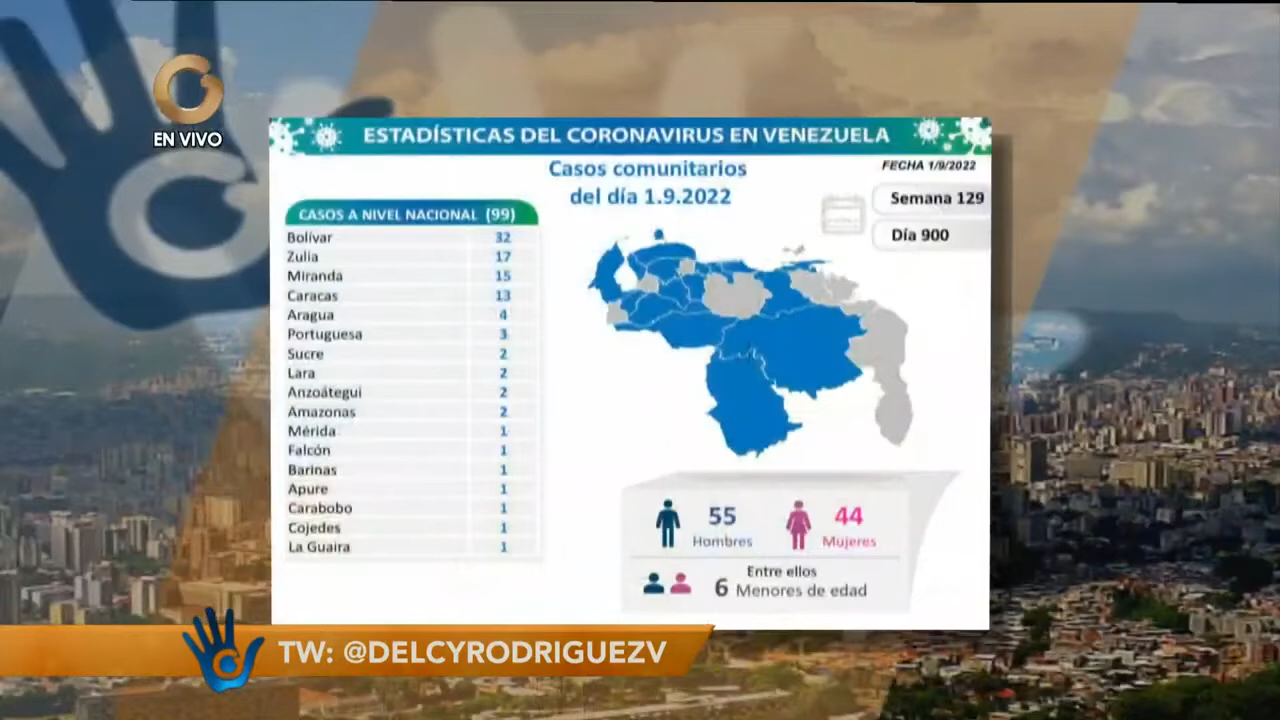 EN VIVO
ESTADÍSTICAS DEL CORONAVIRUS EN VENEZUELA
Casos comunitarios
del día 1.9.2022
FECHA 1/9/2022
Semana 129
Día 900
CASOS A NIVEL NACIONAL (99)
Bolívar 32
Zulia 17
Miranda 15
Caracas 13
Aragua 4
Portuguesa 3
Sucre 2
Lara 2
Anzoátegui 2
Amazonas 2
Mérida 1
Falcón 1
Barinas 1
Apure 1
Carabobo 1
Cojedes 1
La Guaira 1
55 44
Hombres Mujeres
Entre ellos
6 Menores de edad
TW: @DELCYRODRIGUEZV